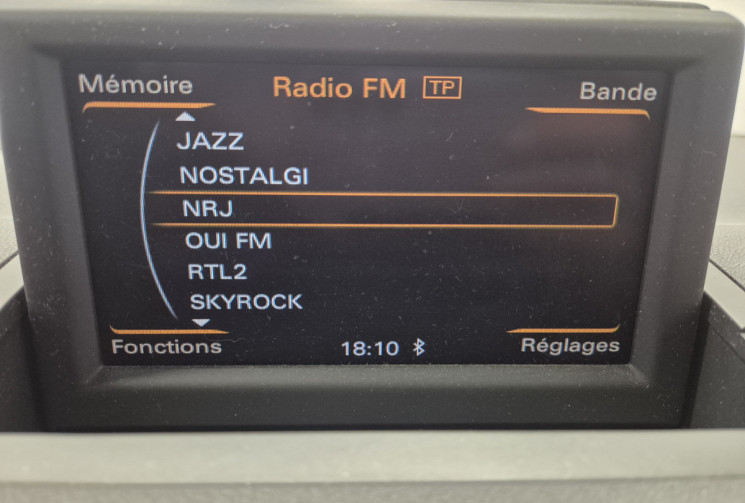 Mémoire Radio FM TP Bande
JAZZ
NOSTALGI
NRJ
OUI FM
RTL2
SKYROCK
Fonctions 18:10 Réglages